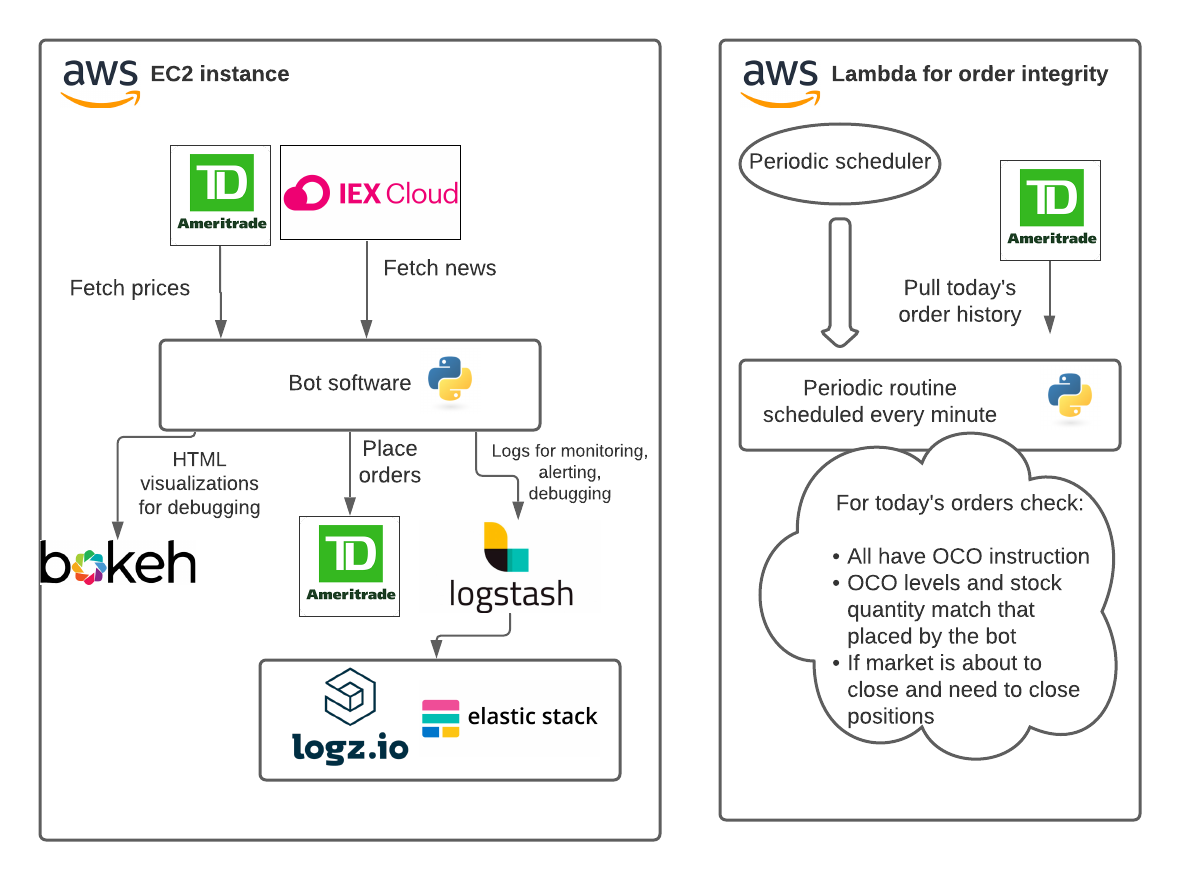 aws EC2 instance
TD
Ameritrade
IEX Cloud
Fetch prices
Fetch news
Bot software
HTML
visualizations
for debugging
Place
orders
Logs for monitoring,
alerting,
debugging
bokeh
TD
Ameritrade
logstash
logz.io
elastic stack
aws Lambda for order integrity
Periodic scheduler
TD
Ameritrade
Pull today's
order history
Periodic routine
scheduled every minute
For today's orders check:
• All have OCO instruction
• OCO levels and stock
quantity match that
placed by the bot
• If market is about to
close and need to close
positions